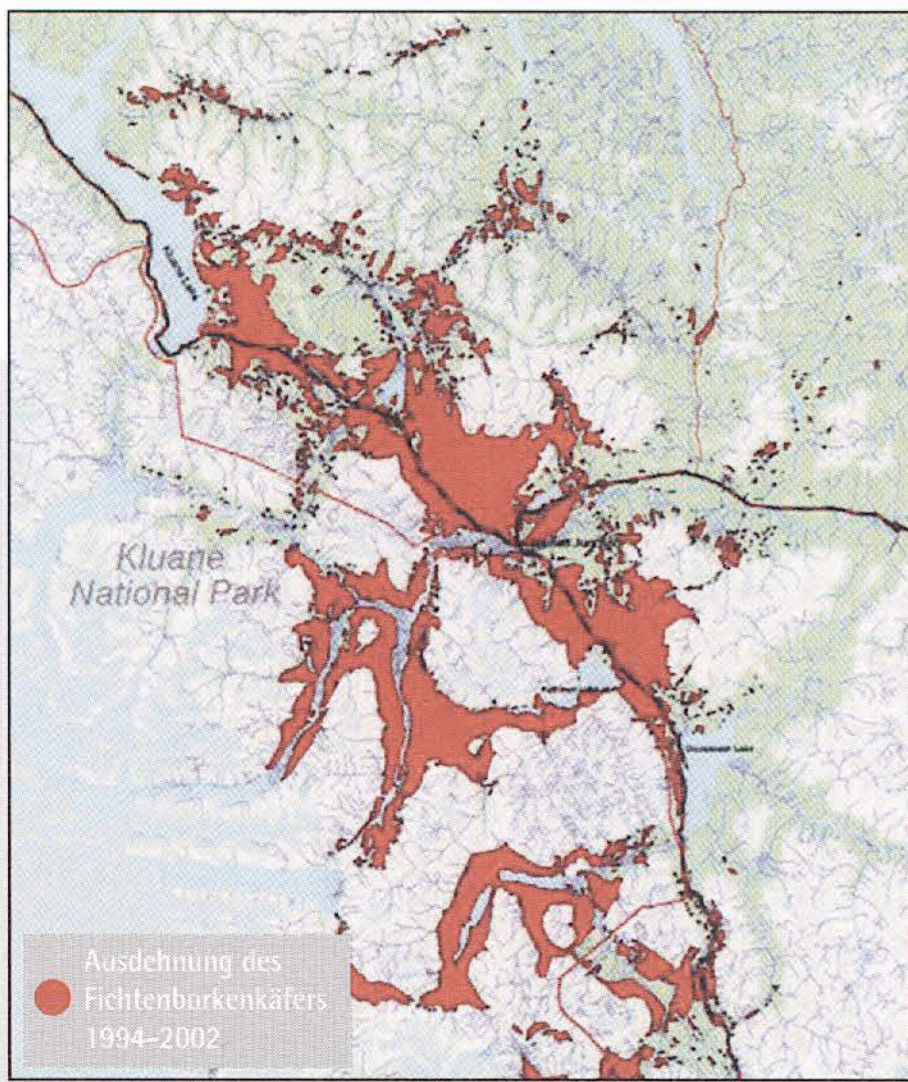 Kluane
National Park
Ausdehnung des
Fichtenborkenkäfers
1994–2002